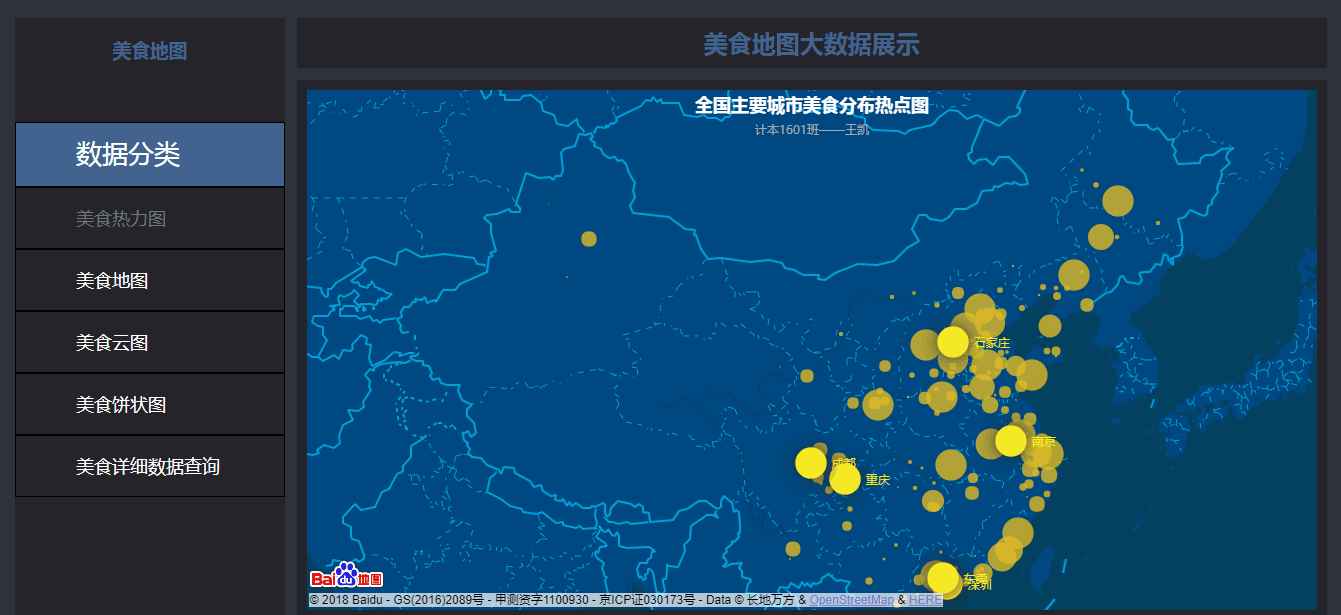 美食地图
美食地图大数据展示
数据分类
美食热力图
美食地图
美食云图
美食饼状图
美食详细数据查询
全国主要城市美食分布热点图
计本1601班——王凯
石家庄
南京
成都
重庆
东莞
深圳
Bai du 地图
© 2018 Baidu - GS(2016)2089号 - 甲测资字1100930 - 京ICP证030173号 - Data © 长地万方 & OpenStreetMap & HERE